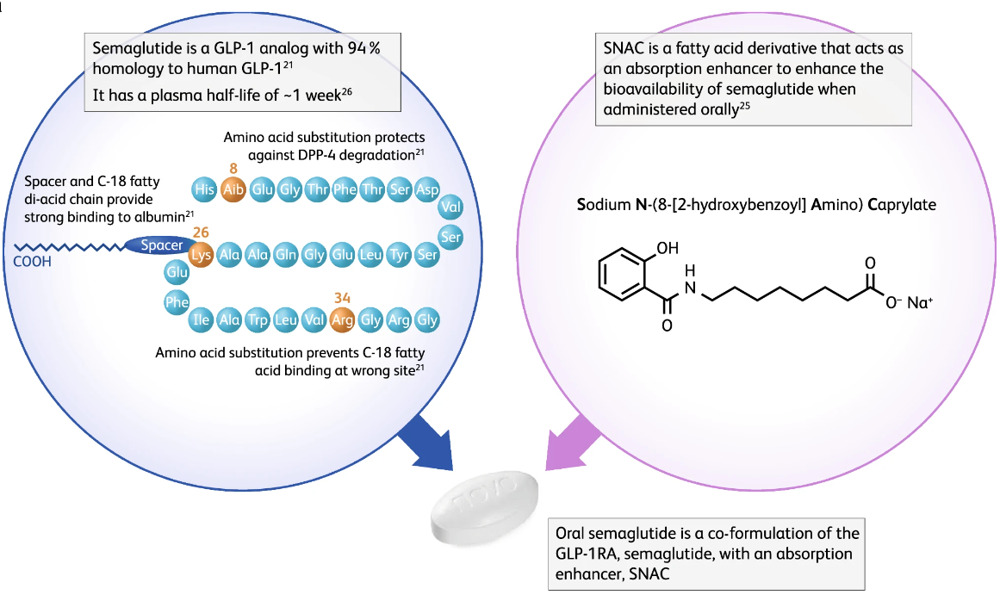 Semaglutide is a GLP-1 analog with 94 %
homology to human GLP-1²¹
It has a plasma half-life of ~1 week²⁶
Amino acid substitution protects
against DPP-4 degradation²¹
8
His Aib Glu Gly Thr Phe Thr Ser Asp
Val
Ser
Spacer and C-18 fatty
di-acid chain provide
strong binding to albumin²¹
26
COOH
Spacer
Lys Ala Ala Gln Gly Glu Leu Tyr Ser
Glu
Phe
34
Ile Ala Trp Leu Val Arg Gly Arg Gly
Amino acid substitution prevents C-18 fatty
acid binding at wrong site²¹
SNAC is a fatty acid derivative that acts as
an absorption enhancer to enhance the
bioavailability of semaglutide when
administered orally²⁵
Sodium N-(8-[2-hydroxybenzoyl] Amino) Caprylate
OH
H
N
O
O
O⁻ Na⁺
novo
Oral semaglutide is a co-formulation of the
GLP-1RA, semaglutide, with an absorption
enhancer, SNAC